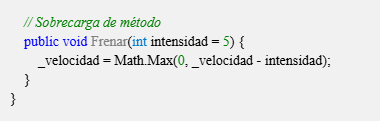 // Sobrecarga de método
public void Frenar(int intensidad = 5) {
_velocidad = Math.Max(0, _velocidad - intensidad);
}
}